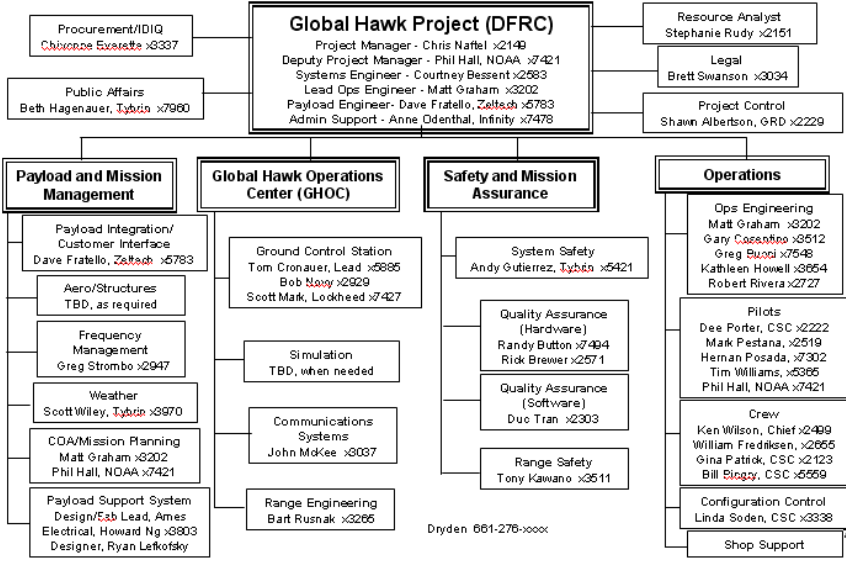 Procurement/IDIQ
Chivonne Everette x3337
Public Affairs
Beth Hagenauer, Tybrin x7960
Global Hawk Project (DFRC)
Project Manager - Chris Naftel x2149
Deputy Project Manager - Phil Hall, NOAA x7421
Systems Engineer - Courtney Bessent x2583
Lead Ops Engineer - Matt Graham x3202
Payload Engineer- Dave Fratello, Zeltech x5783
Admin Support - Anne Odenthal, Infinity x7478
Resource Analyst
Stephanie Rudy x2151
Legal
Brett Swanson x3034
Project Control
Shawn Albertson, GRD x2229
Payload and Mission
Management
Payload Integration/
Customer Interface
Dave Fratello, Zeltech x5783
Aero/Structures
TBD, as required
Frequency
Management
Greg Strombo x2947
Weather
Scott Wiley, Tybrin x3970
COA/Mission Planning
Matt Graham x3202
Phil Hall, NOAA x7421
Payload Support System
Design/Fab Lead, Ames
Electrical, Howard Ng x3803
Designer, Ryan Lefkofsky
Global Hawk Operations
Center (GHOC)
Ground Control Station
Tom Cronauer, Lead x5885
Bob Novy x2929
Scott Mark, Lockheed x7427
Simulation
TBD, when needed
Communications
Systems
John McKee x3037
Range Engineering
Bart Rusnak x3265
Safety and Mission
Assurance
System Safety
Andy Gutierrez, Tybrin x5421
Quality Assurance
(Hardware)
Randy Button x7494
Rick Brewer x2571
Quality Assurance
(Software)
Duc Tran x2303
Range Safety
Tony Kawano x3511
Dryden 661-276-xxxx
Operations
Ops Engineering
Matt Graham x3202
Gary Cosentino x3512
Greg Bucci x7548
Kathleen Howell x3654
Robert Rivera x2727
Pilots
Dee Porter, CSC x2222
Mark Pestana, x2519
Hernan Posada, x7302
Tim Williams, x5365
Phil Hall, NOAA x7421
Crew
Ken Wilson, Chief x2499
William Fredriksen, x2655
Gina Patrick, CSC x2123
Bill x5559
Configuration Control
Linda Soden, CSC x3338
Shop Support